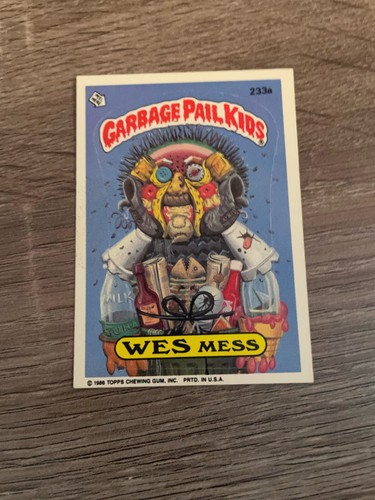 233a
GARBAGE PAIL KIDS®
MILK
WES MESS
© 1986 TOPPS CHEWING GUM, INC. PRTD. IN U.S.A.